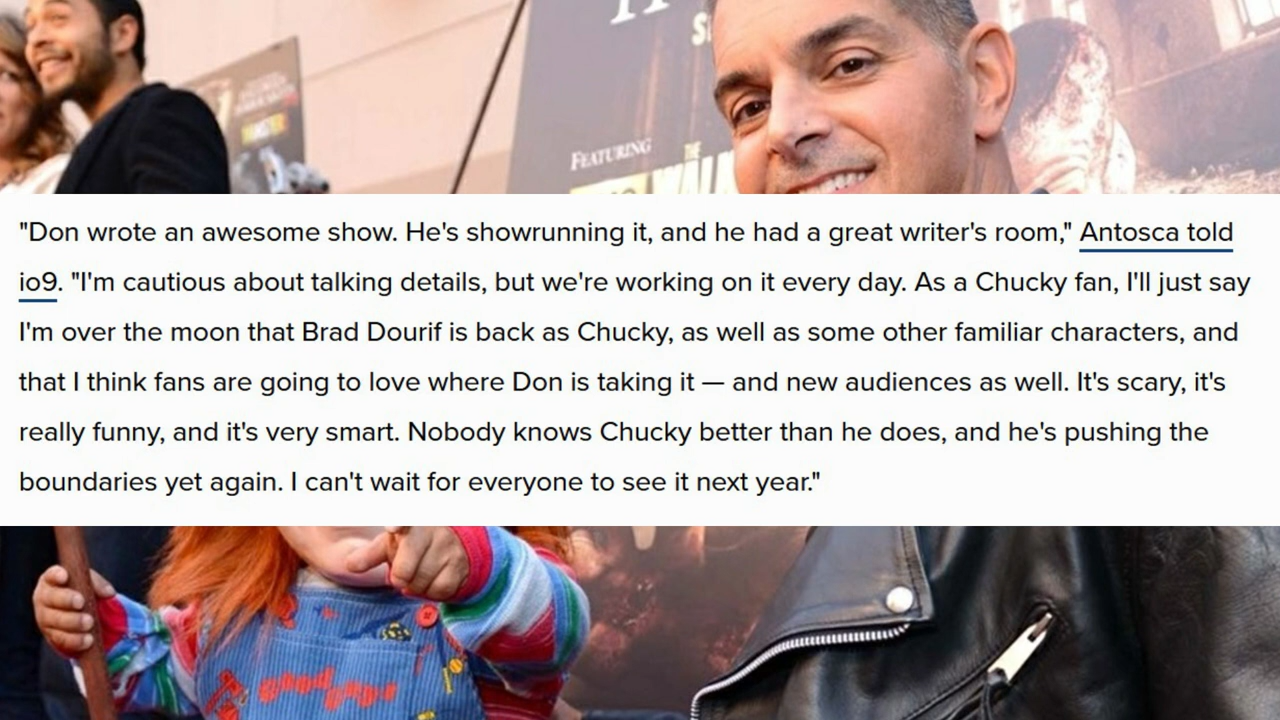 FEATURING
THE
"Don wrote an awesome show. He's showrunning it, and he had a great writer's room," Antosca told
io9. "I'm cautious about talking details, but we're working on it every day. As a Chucky fan, I'll just say
I'm over the moon that Brad Dourif is back as Chucky, as well as some other familiar characters, and
that I think fans are going to love where Don is taking it — and new audiences as well. It's scary, it's
really funny, and it's very smart. Nobody knows Chucky better than he does, and he's pushing the
boundaries yet again. I can't wait for everyone to see it next year."
Good Guys